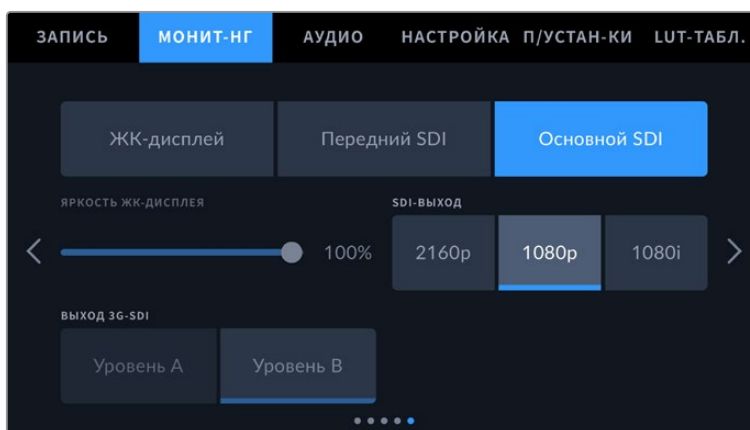 ЗАПИСЬ МОНИТ-НГ АУДИО НАСТРОЙКА П/УСТАН-КИ LUT-ТАБЛ.
ЖК-дисплей Передний SDI Основной SDI
ЯРКОСТЬ ЖК-ДИСПЛЕЯ SDI-ВЫХОД
100% 2160p 1080p 1080i
ВЫХОД 3G-SDI
Уровень A Уровень B